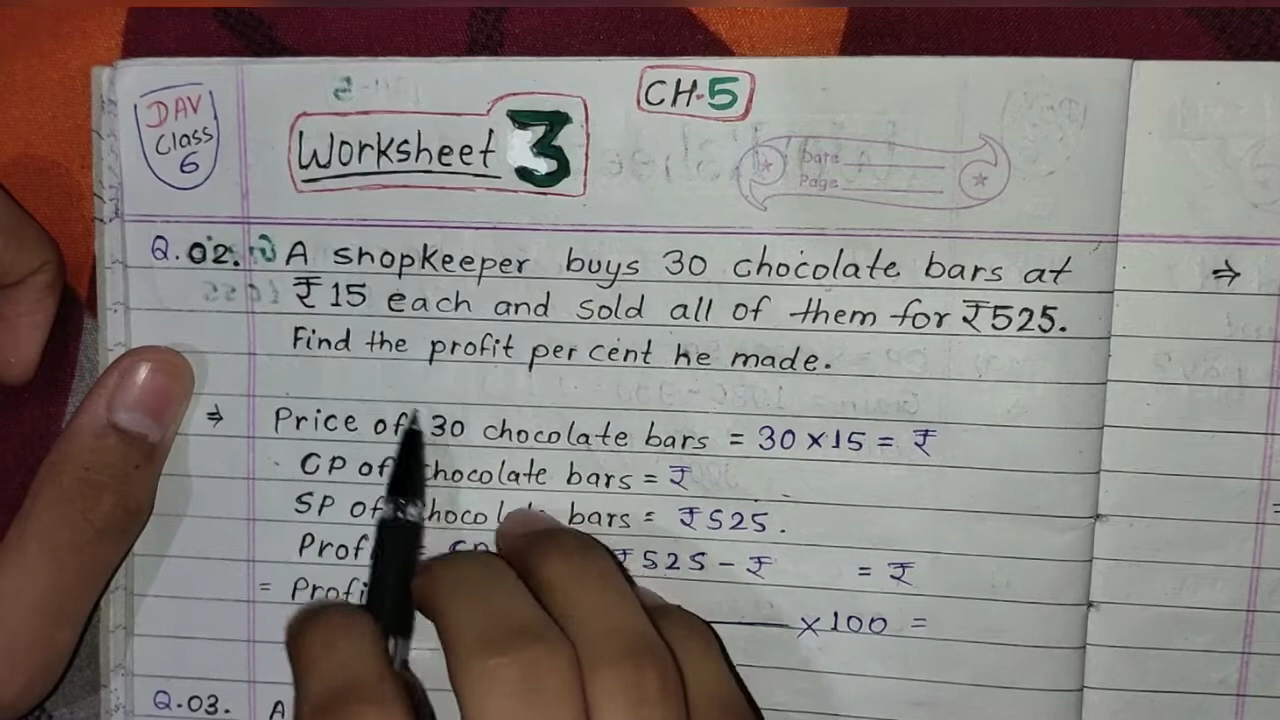 DAV
Class
6
Worksheet 3
CH-5
Date
Page
Q.02. A shopkeeper buys 30 chocolate bars at
₹15 each and sold all of them for ₹525.
Find the profit per cent he made.
⇒ Price of 30 chocolate bars = 30 × 15 = ₹
CP of chocolate bars = ₹
SP of chocolate bars = ₹525.
₹525 - ₹ = ₹
× 100 =
Q.03. A
⇒